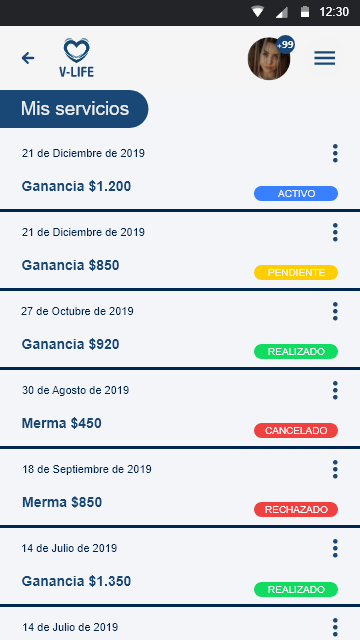 12:30
+99
V-LIFE
Mis servicios
21 de Diciembre de 2019
Ganancia $1.200
ACTIVO
21 de Diciembre de 2019
Ganancia $850
PENDIENTE
27 de Octubre de 2019
Ganancia $920
REALIZADO
30 de Agosto de 2019
Merma $450
CANCELADO
18 de Septiembre de 2019
Merma $850
RECHAZADO
14 de Julio de 2019
Ganancia $1.350
REALIZADO
14 de Julio de 2019